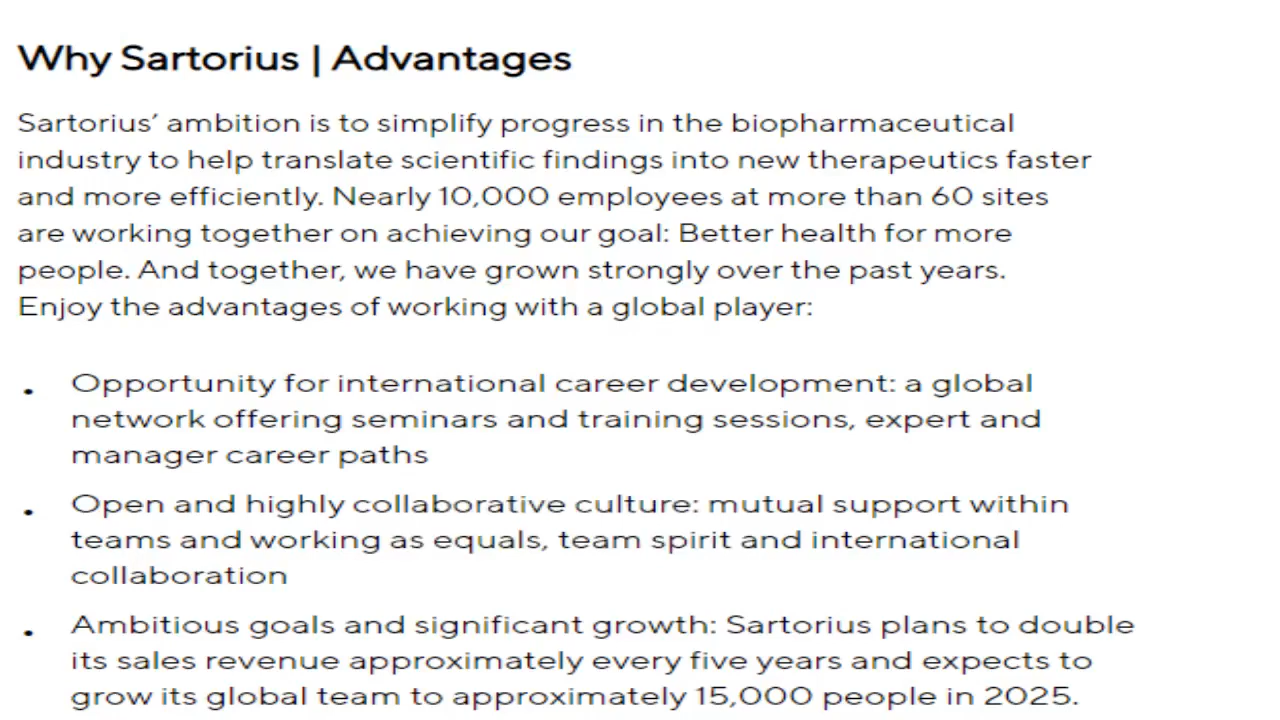 Why Sartorius | Advantages
Sartorius’ ambition is to simplify progress in the biopharmaceutical
industry to help translate scientific findings into new therapeutics faster
and more efficiently. Nearly 10,000 employees at more than 60 sites
are working together on achieving our goal: Better health for more
people. And together, we have grown strongly over the past years.
Enjoy the advantages of working with a global player:
• Opportunity for international career development: a global
network offering seminars and training sessions, expert and
manager career paths
• Open and highly collaborative culture: mutual support within
teams and working as equals, team spirit and international
collaboration
• Ambitious goals and significant growth: Sartorius plans to double
its sales revenue approximately every five years and expects to
grow its global team to approximately 15,000 people in 2025.